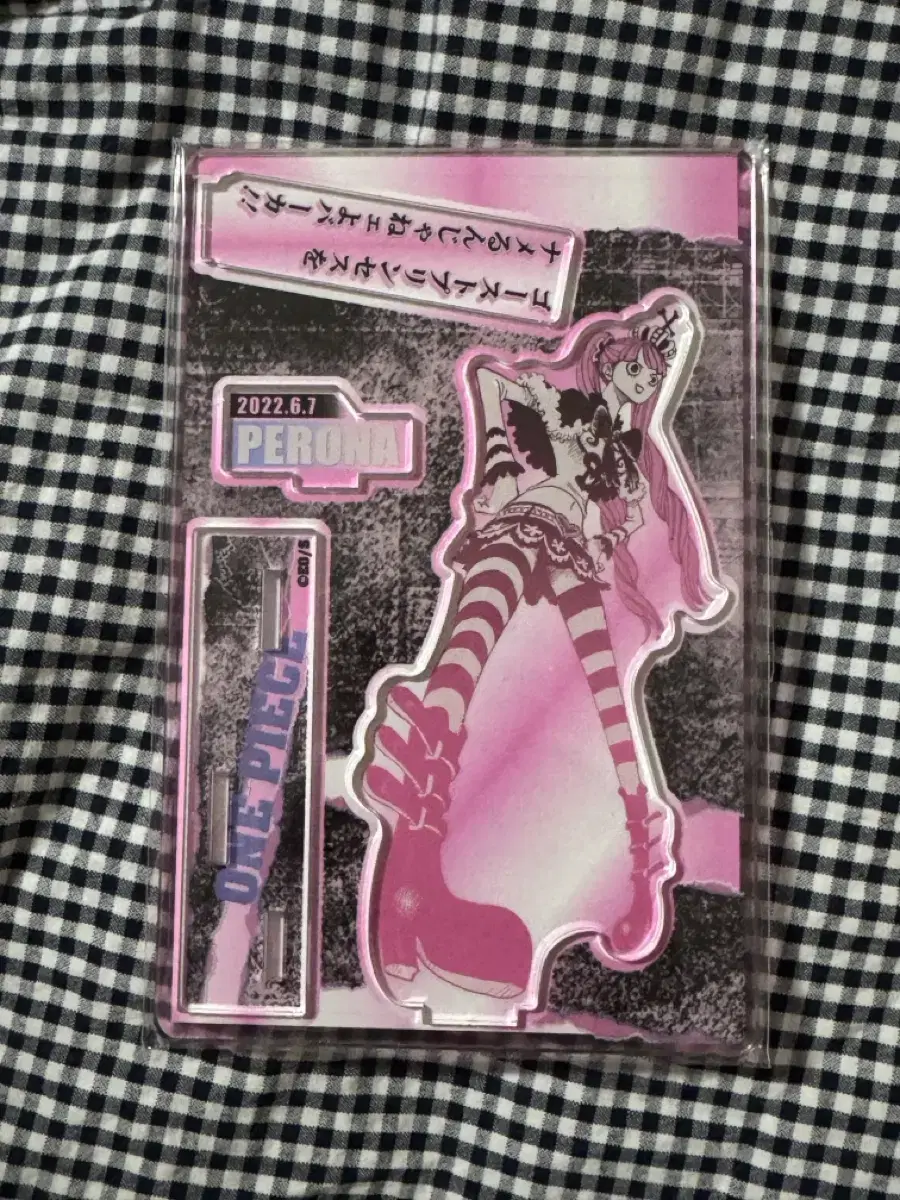 ゴーストプリンセスを
ナメるんじゃねェよバーカ!!
2022.6.7
PERONA
©EO/S
ONE PIECE